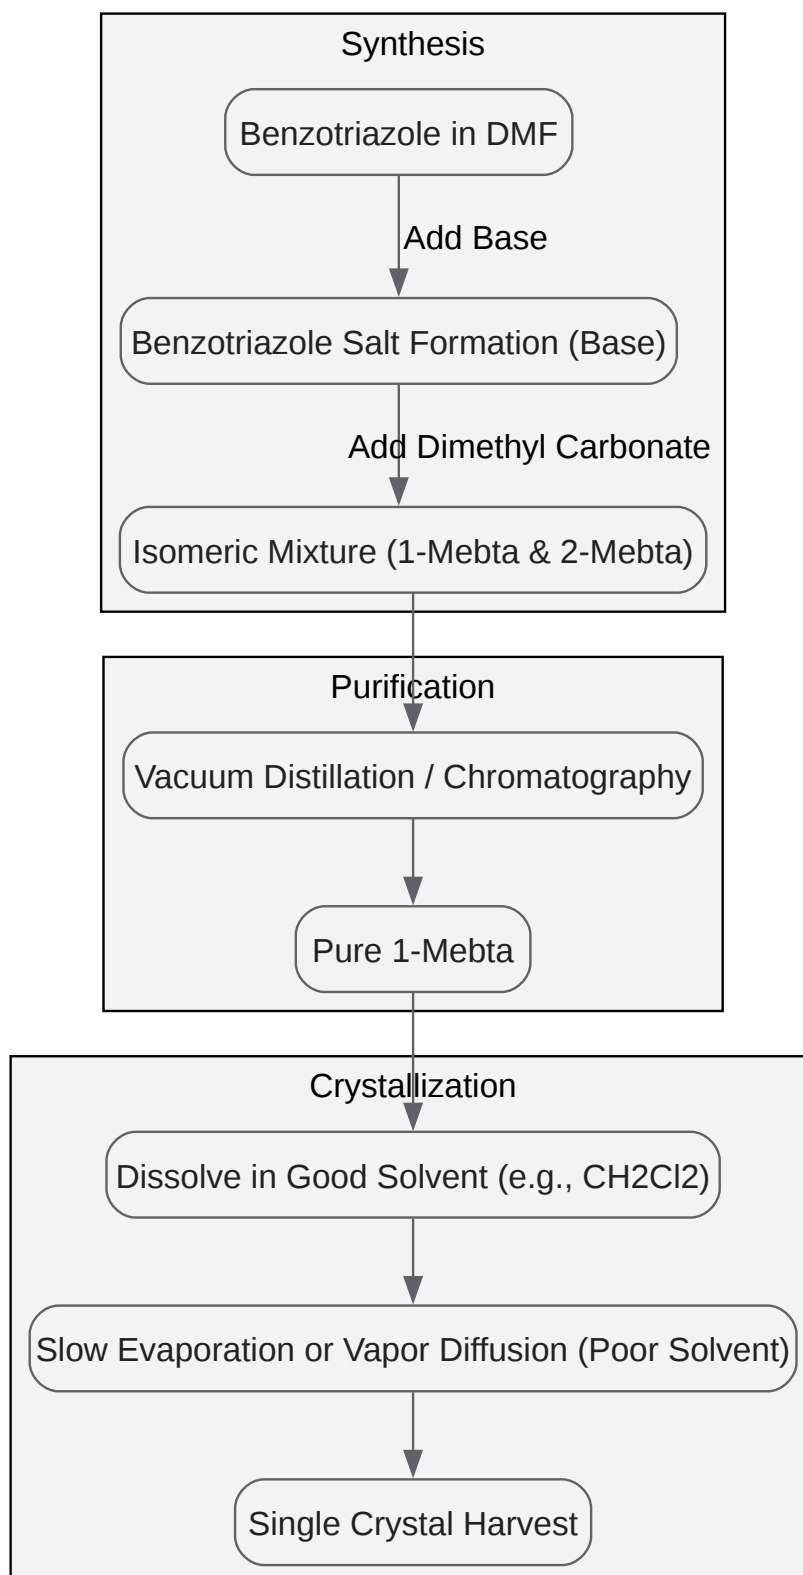 Synthesis
Benzotriazole in DMF
Add Base
Benzotriazole Salt Formation (Base)
Add Dimethyl Carbonate
Isomeric Mixture (1-Mebta & 2-Mebta)
Purification
Vacuum Distillation / Chromatography
Pure 1-Mebta
Crystallization
Dissolve in Good Solvent (e.g., CH2Cl2)
Slow Evaporation or Vapor Diffusion (Poor Solvent)
Single Crystal Harvest